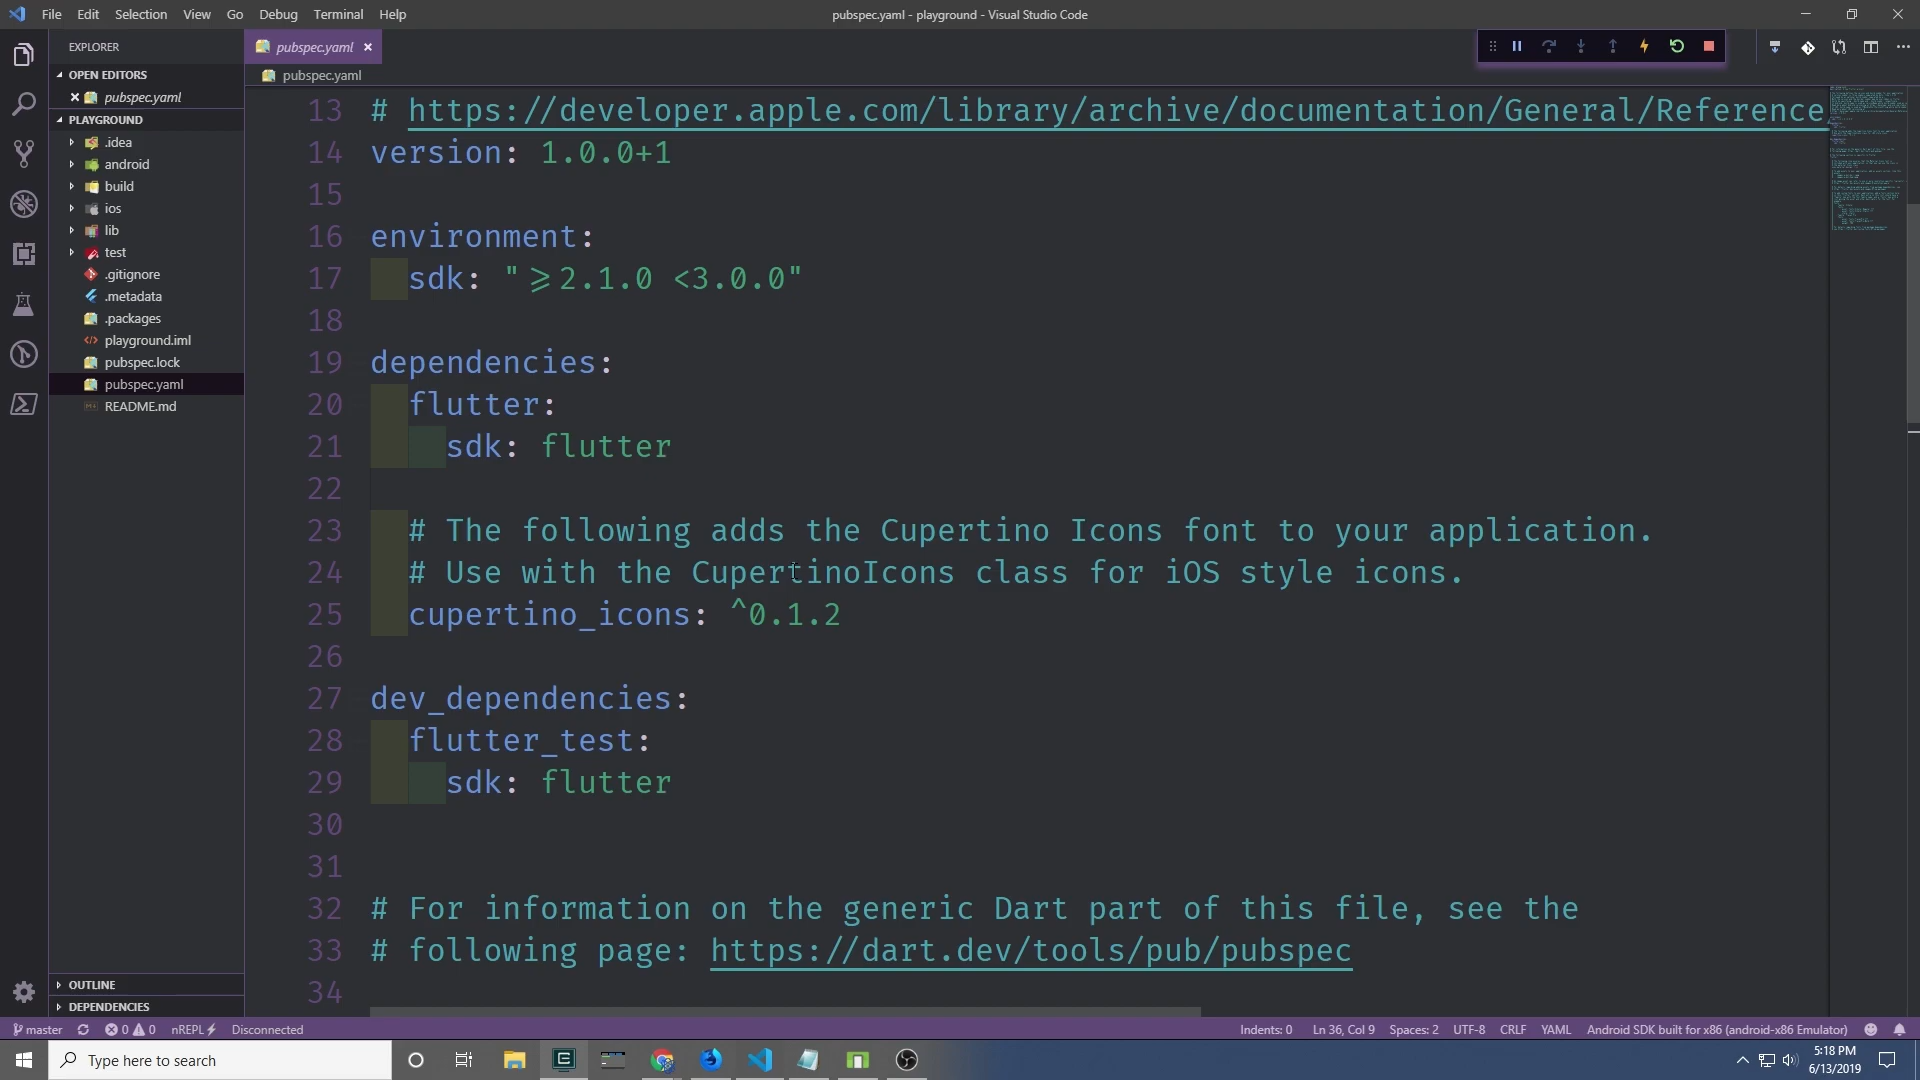 File Edit Selection View Go Debug Terminal Help
pubspec.yaml - playground - Visual Studio Code
EXPLORER
OPEN EDITORS
pubspec.yaml
PLAYGROUND
.idea
android
build
ios
lib
test
.gitignore
.metadata
.packages
playground.iml
pubspec.lock
pubspec.yaml
README.md
OUTLINE
DEPENDENCIES
pubspec.yaml
pubspec.yaml
13 # https://developer.apple.com/library/archive/documentation/General/Reference
14 version: 1.0.0+1
15
16 environment:
17 sdk: ">=2.1.0 <3.0.0"
18
19 dependencies:
20 flutter:
21 sdk: flutter
22
23 # The following adds the Cupertino Icons font to your application.
24 # Use with the CupertinoIcons class for iOS style icons.
25 cupertino_icons: ^0.1.2
26
27 dev_dependencies:
28 flutter_test:
29 sdk: flutter
30
31
32 # For information on the generic Dart part of this file, see the
33 # following page: https://dart.dev/tools/pub/pubspec
34
master 0 0 nREPL Disconnected
Indents: 0 Ln 36, Col 9 Spaces: 2 UTF-8 CRLF YAML Android SDK built for x86 (android-x86 Emulator)
Type here to search
5:18 PM
6/13/2019